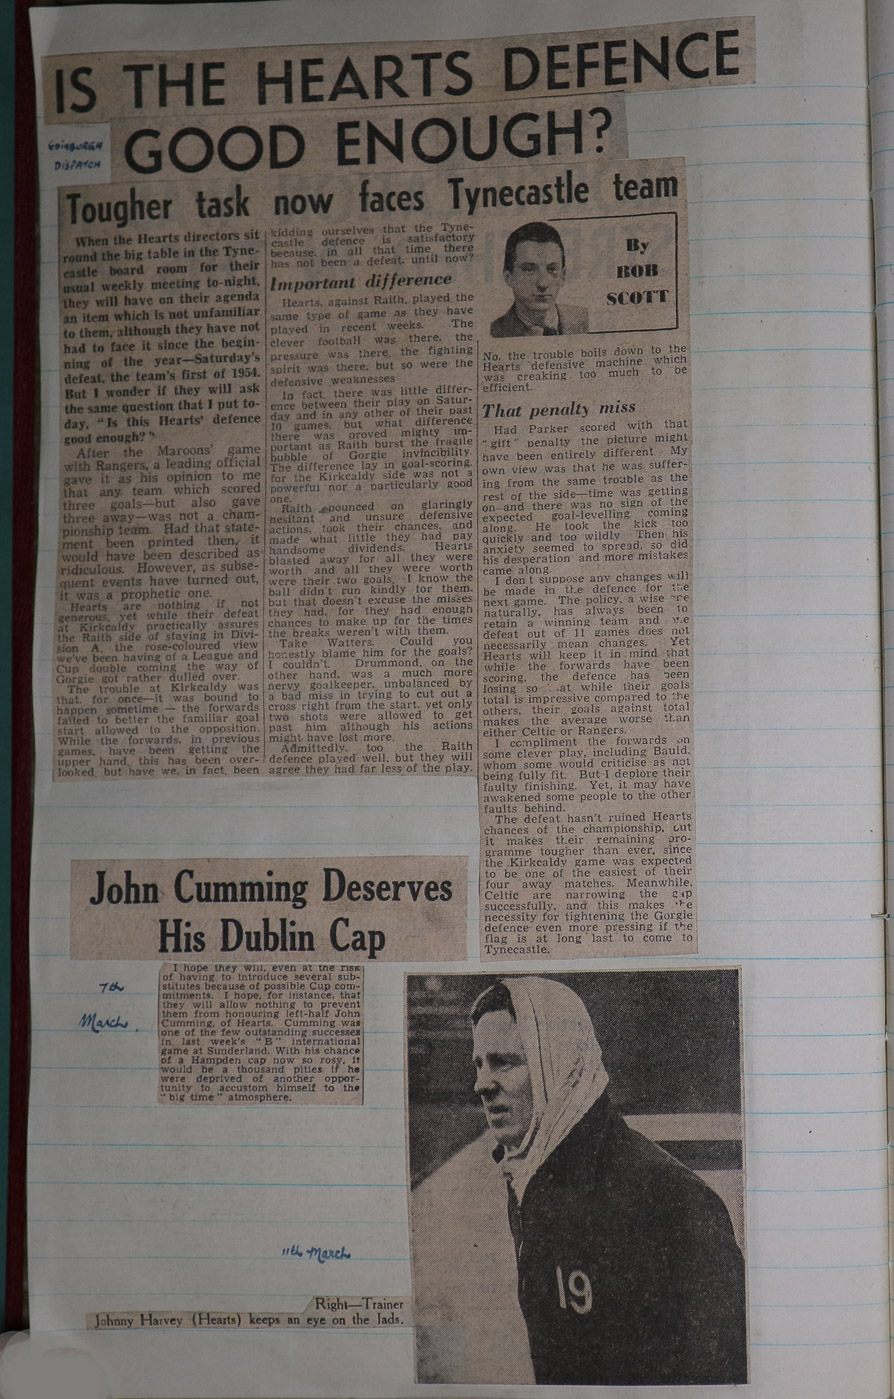 IS THE HEARTS DEFENCE
GOOD ENOUGH?
EDINBURGH
DISPATCH
Tougher task now faces Tynecastle team
When the Hearts directors sit
round the big table in the Tyne-
castle board room for their
usual weekly meeting to-night,
they will have on their agenda
an item which is not unfamiliar
to them, although they have not
had to face it since the begin-
ning of the year—Saturday's
defeat, the team's first of 1954.
But I wonder if they will ask
the same question that I put to-
day, "Is this Hearts' defence
good enough?"
After the Maroons' game
with Rangers, a leading official
gave it as his opinion to me
that any team which scored
three goals—but also gave
three away—was not a cham-
pionship team. Had that state-
ment been printed then, it
would have been described as
ridiculous. However, as subse-
quent events have turned out,
it was a prophetic one.
Hearts are nothing if not
generous, yet while their defeat
at Kirkcaldy practically assures
the Raith side of staying in Divi-
sion A, the rose-coloured view
we've been having of a League and
Cup double coming the way of
Gorgie got rather dulled over.
The trouble at Kirkcaldy was
that, for once—it was bound to
happen sometime — the forwards
failed to better the familiar goal
start allowed to the opposition.
While the forwards, in previous
games, have been getting the
upper hand, this has been over-
looked, but have we, in fact, been
kidding ourselves that the Tyne-
castle defence is satisfactory
because, in all that time, there
has not been a defeat, until now?
Important difference
Hearts, against Raith, played the
same type of game as they have
played in recent weeks. The
clever football was there, the
pressure was there, the fighting
spirit was there, but so were the
defensive weaknesses
In fact, there was little differ-
ence between their play on Satur-
day and in any other of their past
10 games, but what difference
there was proved mighty im-
portant as Raith burst the fragile
bubble of Gorgie invincibility.
The difference lay in goal-scoring,
for the Kirkcaldy side was not a
powerful nor a particularly good
one.
Raith pounced on glaringly
hesitant and unsure defensive
actions, took their chances, and
made what little they had pay
handsome dividends. Hearts
blasted away for all they were
worth and all they were worth
were their two goals. I know the
ball didn't run kindly for them,
but that doesn't excuse the misses
they had, for they had enough
chances to make up for the times
the breaks weren't with them.
Take Watters. Could you
honestly blame him for the goals?
I couldn't. Drummond, on the
other hand, was a much more
nervy goalkeeper, unbalanced by
a bad miss in trying to cut out a
cross right from the start, yet only
two shots were allowed to get
past him although his actions
might have lost more.
Admittedly, too the Raith
defence played well, but they will
agree they had far less of the play.
By
BOB
SCOTT
No, the trouble boils down to the
Hearts defensive machine which
was creaking too much to be
efficient.
That penalty miss
Had Parker scored with that
"gift" penalty the picture might
have been entirely different. My
own view was that he was suffer-
ing from the same trouble as the
rest of the side—time was getting
on and there was no sign of the
expected goal-levelling coming
along. He took the kick too
quickly and too wildly. Then his
anxiety seemed to spread, so did
his desperation and more mistakes
came along.
I don't suppose any changes will
be made in the defence for the
next game. The policy, a wise one
naturally, has always been to
retain a winning team and one
defeat out of 11 games does not
necessarily mean changes. Yet
Hearts will keep it in mind that
while the forwards have been
scoring, the defence has been
losing so that while their goals
total is impressive compared to the
others, their goals against total
makes the average worse than
either Celtic or Rangers.
I compliment the forwards on
some clever play, including Bauld,
whom some would criticise as not
being fully fit. But I deplore their
faulty finishing. Yet, it may have
awakened some people to the other
faults behind.
The defeat hasn't ruined Hearts
chances of the championship, but
it makes their remaining pro-
gramme tougher than ever, since
the Kirkcaldy game was expected
to be one of the easiest of their
four away matches. Meanwhile,
Celtic are narrowing the gap
successfully, and this makes the
necessity for tightening the Gorgie
defence even more pressing if the
flag is at long last to come to
Tynecastle.
John Cumming Deserves
His Dublin Cap
7th
March.
I hope they will, even at the risk
of having to introduce several sub-
stitutes because of possible Cup com-
mitments. I hope, for instance, that
they will allow nothing to prevent
them from honouring left-half John
Cumming, of Hearts. Cumming was
one of the few outstanding successes
in last week's "B" international
game at Sunderland. With his chance
of a Hampden cap now so rosy, it
would be a thousand pities if he
were deprived of another oppor-
tunity to accustom himself to the
"big time" atmosphere.
11th March
Right—Trainer
Johnny Harvey (Hearts) keeps an eye on the lads.
19